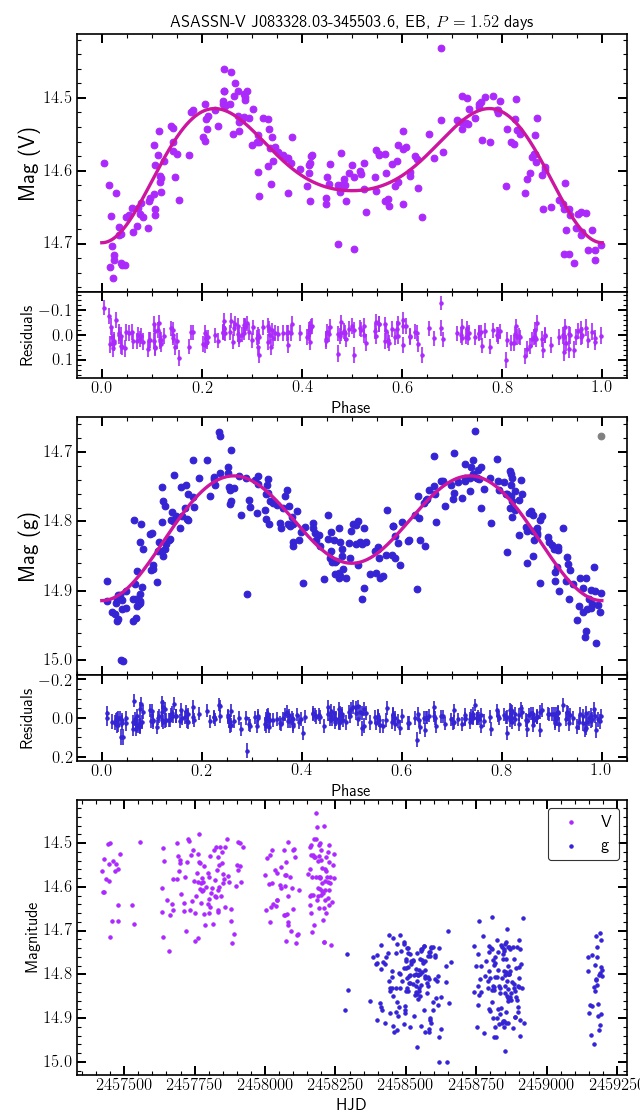 ASASSN-V J083328.03-345503.6, EB, P = 1.52 days
14.5
14.6
14.7
Mag (V)
−0.1
0.0
0.1
Residuals
0.0 0.2 0.4 0.6 0.8 1.0
Phase
14.7
14.8
14.9
15.0
Mag (g)
−0.2
0.0
0.2
Residuals
0.0 0.2 0.4 0.6 0.8 1.0
Phase
V
g
14.5
14.6
14.7
14.8
14.9
15.0
Magnitude
2457500 2457750 2458000 2458250 2458500 2458750 2459000 2459250
HJD